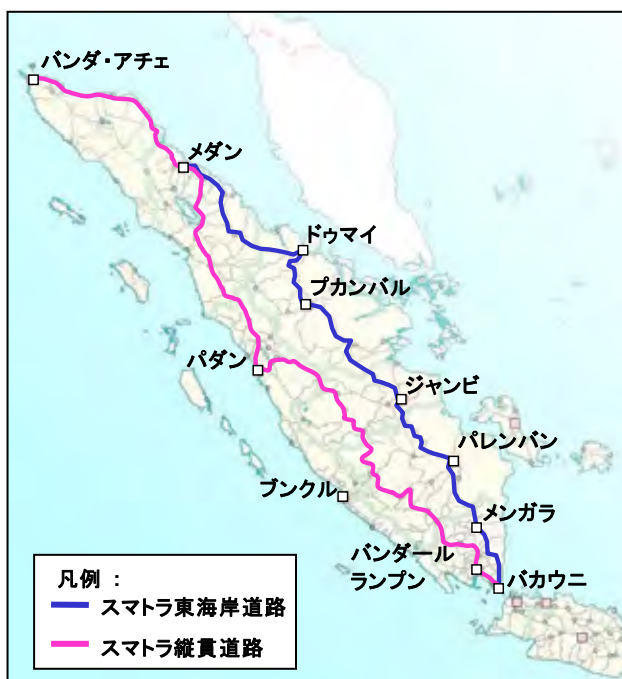 バンダ・アチェ
メダン
ドゥマイ
プカンバル
パダン
ジャンビ
パレンバン
ブンクル
メンガラ
バンダール
ランプン
バカウニ
凡例 :
スマトラ東海岸道路
スマトラ縦貫道路